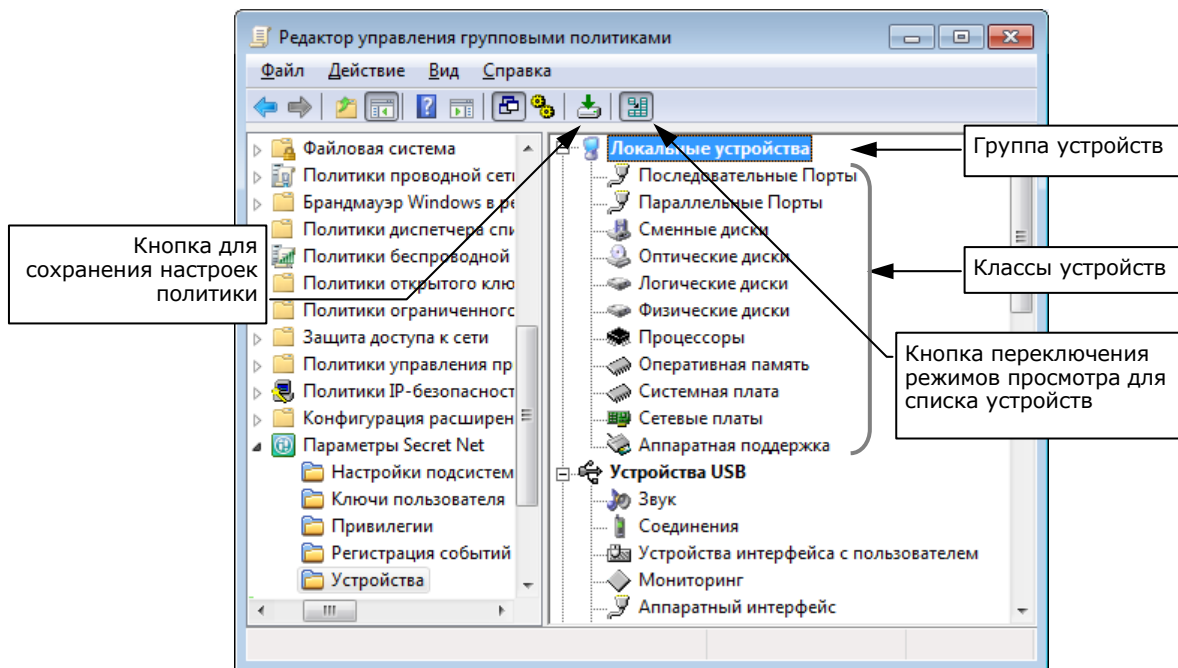 Редактор управления групповыми политиками
Файл Действие Вид Справка
Файловая система
Политики проводной сет
Брандмауэр Windows в ре
Политики диспетчера спи
Политики беспроводной
Политики открытого клю
Политики ограниченного
Защита доступа к сети
Политики управления пр
Политики IP-безопасност
Конфигурация расширен
Параметры Secret Net
Настройки подсистем
Ключи пользователя
Привилегии
Регистрация событий
Устройства
Локальные устройства
Последовательные Порты
Параллельные Порты
Сменные диски
Оптические диски
Логические диски
Физические диски
Процессоры
Оперативная память
Системная плата
Сетевые платы
Аппаратная поддержка
Устройства USB
Звук
Соединения
Устройства интерфейса с пользователем
Мониторинг
Аппаратный интерфейс
Кнопка для
сохранения настроек
политики
Группа устройств
Классы устройств
Кнопка переключения
режимов просмотра для
списка устройств